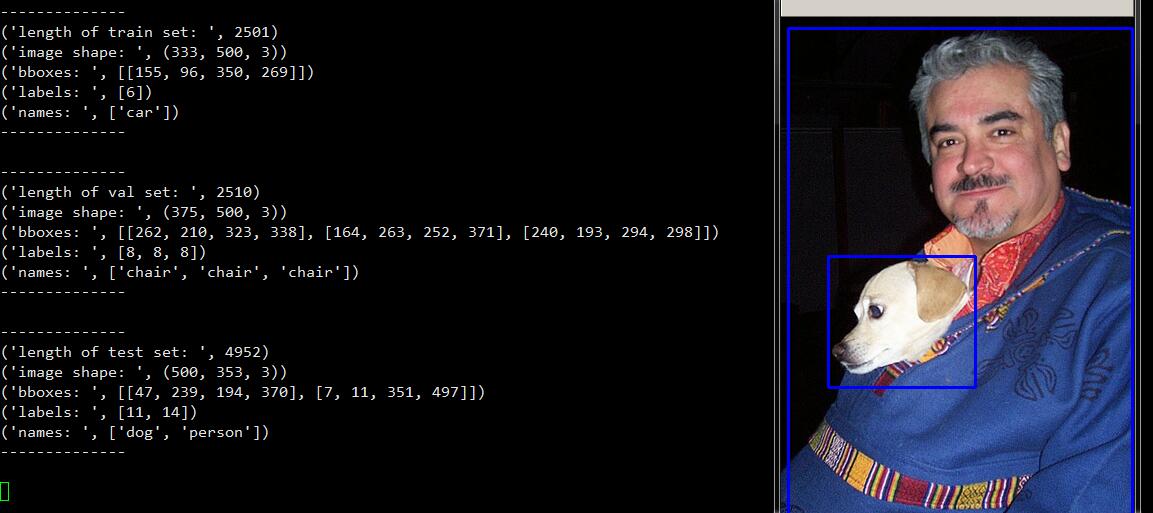 --------------
('length of train set: ', 2501)
('image shape: ', (333, 500, 3))
('bboxes: ', [[155, 96, 350, 269]])
('labels: ', [6])
('names: ', ['car'])
--------------
--------------
('length of val set: ', 2510)
('image shape: ', (375, 500, 3))
('bboxes: ', [[262, 210, 323, 338], [164, 263, 252, 371], [240, 193, 294, 298]])
('labels: ', [8, 8, 8])
('names: ', ['chair', 'chair', 'chair'])
--------------
--------------
('length of test set: ', 4952)
('image shape: ', (500, 353, 3))
('bboxes: ', [[47, 239, 194, 370], [7, 11, 351, 497]])
('labels: ', [11, 14])
('names: ', ['dog', 'person'])
--------------